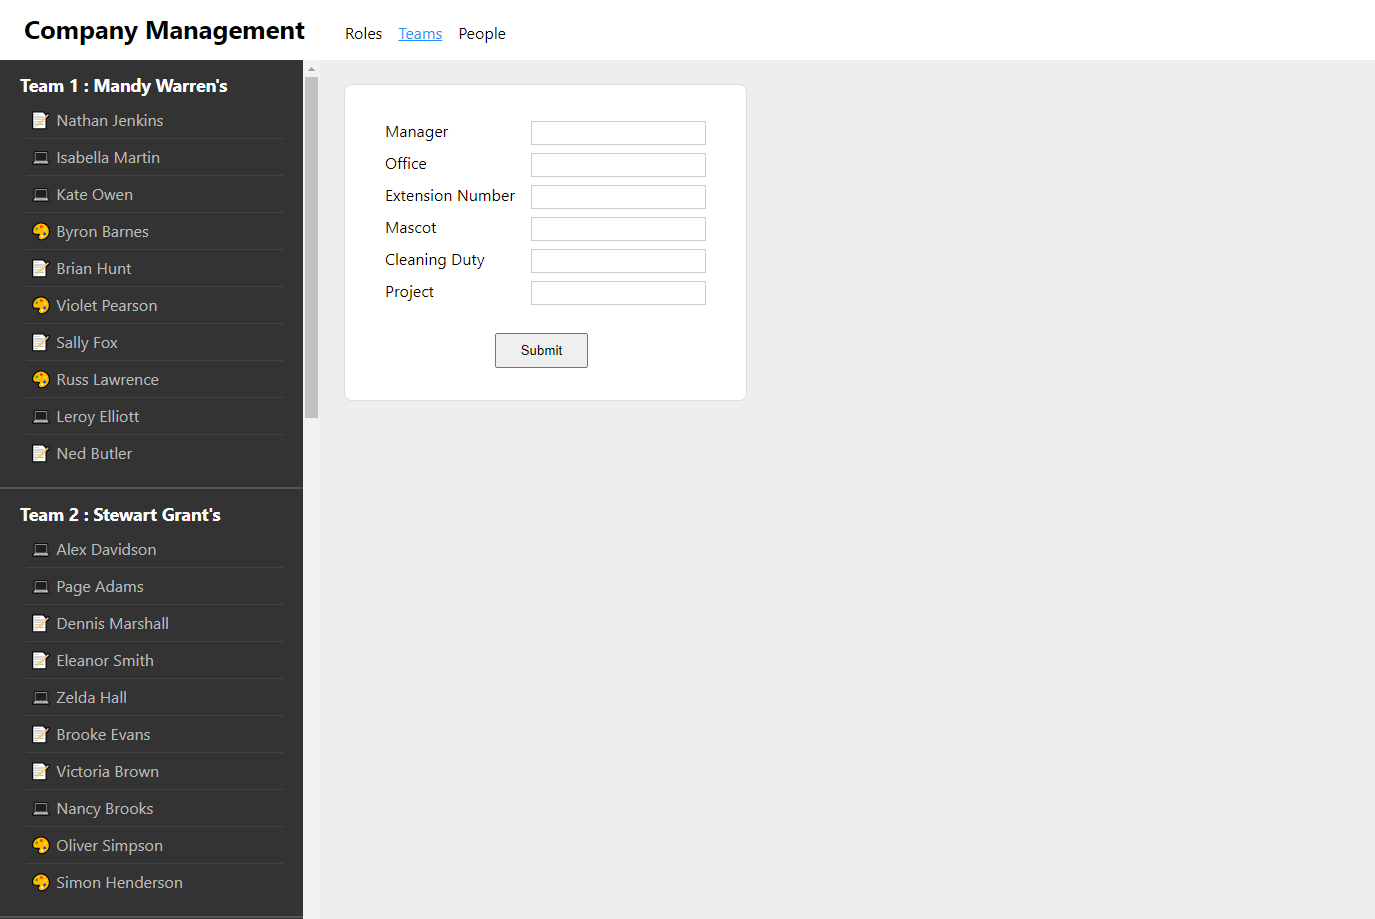 Company Management
Roles Teams People
Team 1 : Mandy Warren's
Nathan Jenkins
Isabella Martin
Kate Owen
Byron Barnes
Brian Hunt
Violet Pearson
Sally Fox
Russ Lawrence
Leroy Elliott
Ned Butler
Team 2 : Stewart Grant's
Alex Davidson
Page Adams
Dennis Marshall
Eleanor Smith
Zelda Hall
Brooke Evans
Victoria Brown
Nancy Brooks
Oliver Simpson
Simon Henderson
Manager
Office
Extension Number
Mascot
Cleaning Duty
Project
Submit